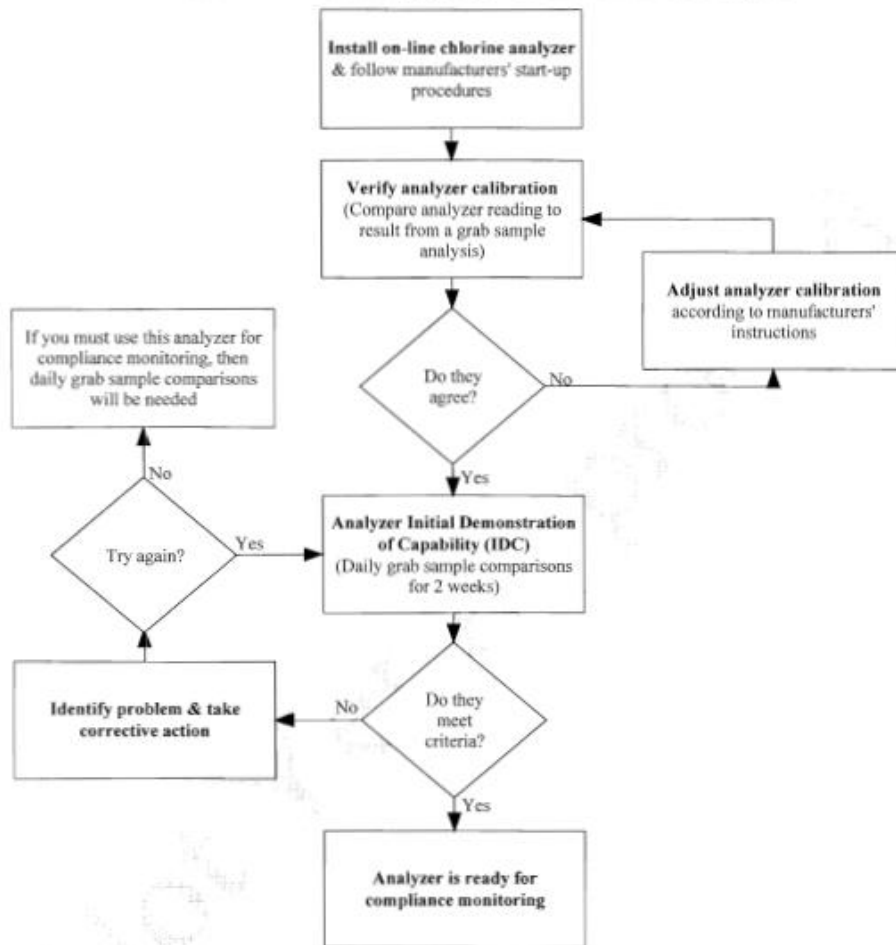 Install on-line chlorine analyzer
& follow manufacturers' start-up
procedures
Verify analyzer calibration
(Compare analyzer reading to
result from a grab sample
analysis)
Adjust analyzer calibration
according to manufacturers'
instructions
If you must use this analyzer for
compliance monitoring, then
daily grab sample comparisons
will be needed
Do they
agree?
No
Yes
No
Analyzer Initial Demonstration
of Capability (IDC)
(Daily grab sample comparisons
for 2 weeks)
Try again?
Yes
Identify problem & take
corrective action
No
Do they
meet
criteria?
Yes
Analyzer is ready for
compliance monitoring